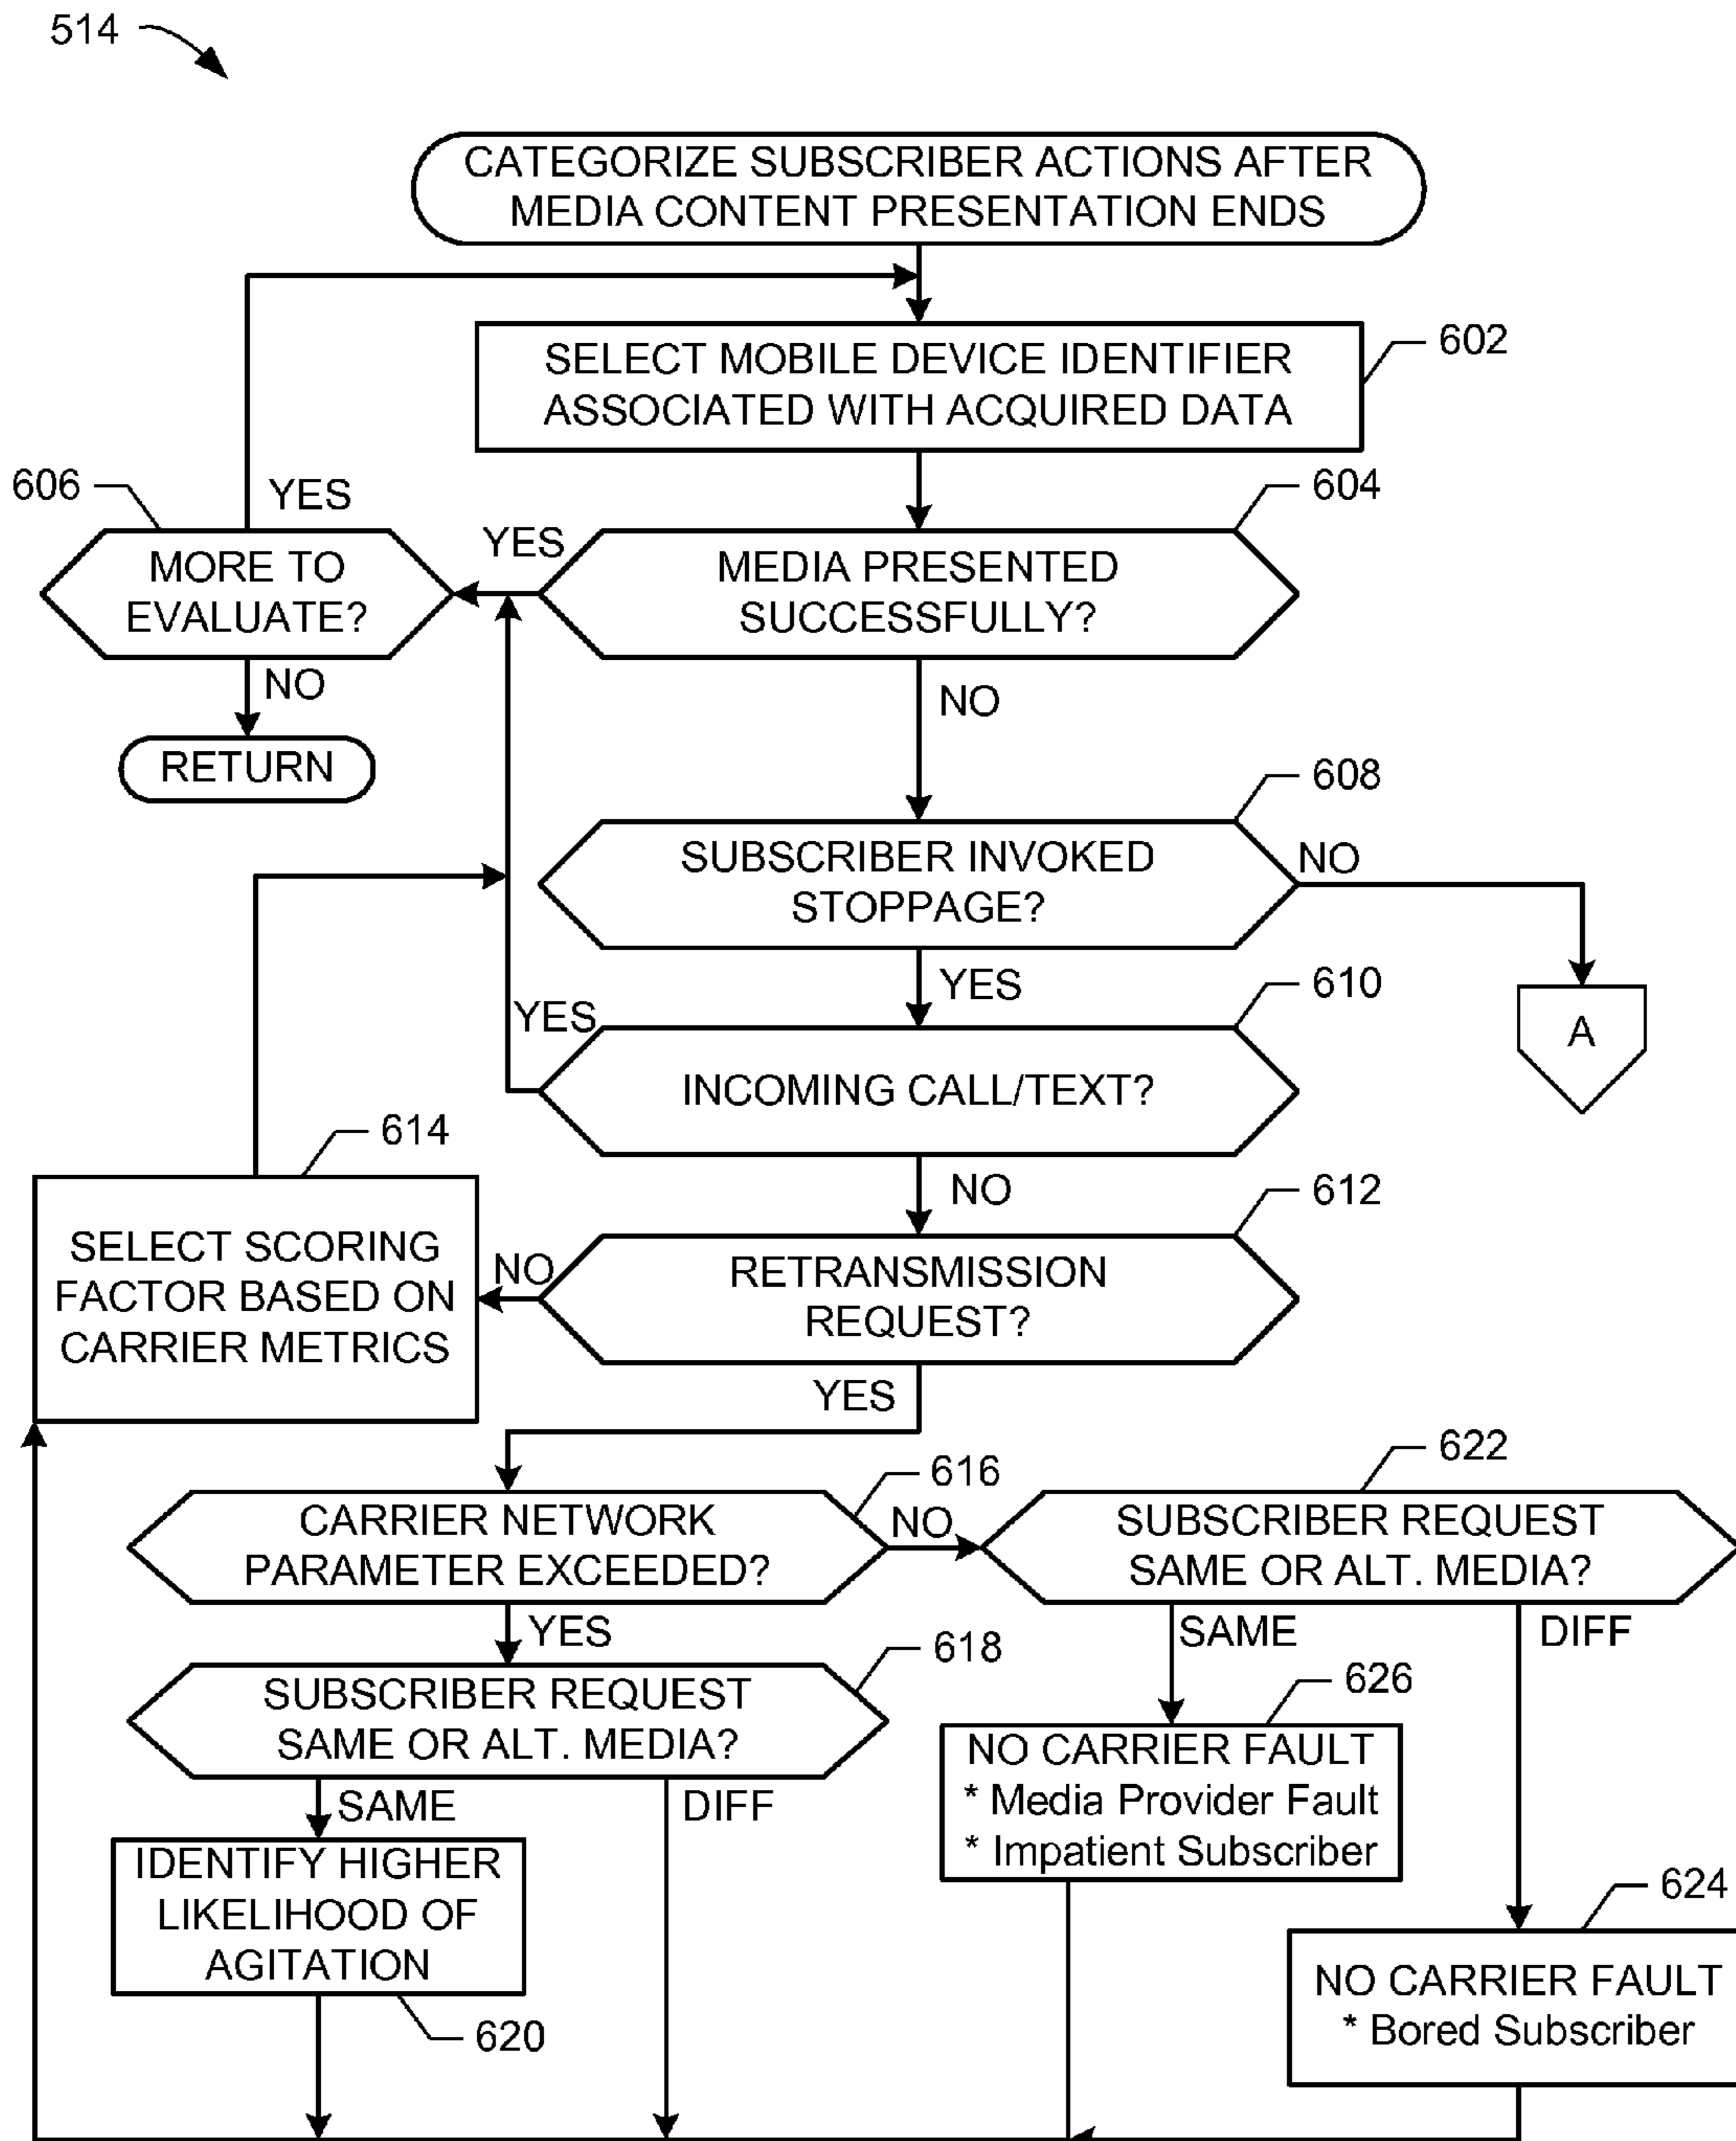 514
CATEGORIZE SUBSCRIBER ACTIONS AFTER
MEDIA CONTENT PRESENTATION ENDS
SELECT MOBILE DEVICE IDENTIFIER
ASSOCIATED WITH ACQUIRED DATA
602
606
YES
MORE TO
EVALUATE?
NO
RETURN
YES
MEDIA PRESENTED
SUCCESSFULLY?
604
NO
SUBSCRIBER INVOKED
STOPPAGE?
608
NO
A
YES
INCOMING CALL/TEXT?
610
YES
NO
RETRANSMISSION
REQUEST?
612
NO
614
SELECT SCORING
FACTOR BASED ON
CARRIER METRICS
YES
CARRIER NETWORK
PARAMETER EXCEEDED?
616
NO
SUBSCRIBER REQUEST
SAME OR ALT. MEDIA?
622
YES
SUBSCRIBER REQUEST
SAME OR ALT. MEDIA?
618
SAME
DIFF
SAME
DIFF
IDENTIFY HIGHER
LIKELIHOOD OF
AGITATION
620
NO CARRIER FAULT
* Media Provider Fault
* Impatient Subscriber
626
NO CARRIER FAULT
* Bored Subscriber
624